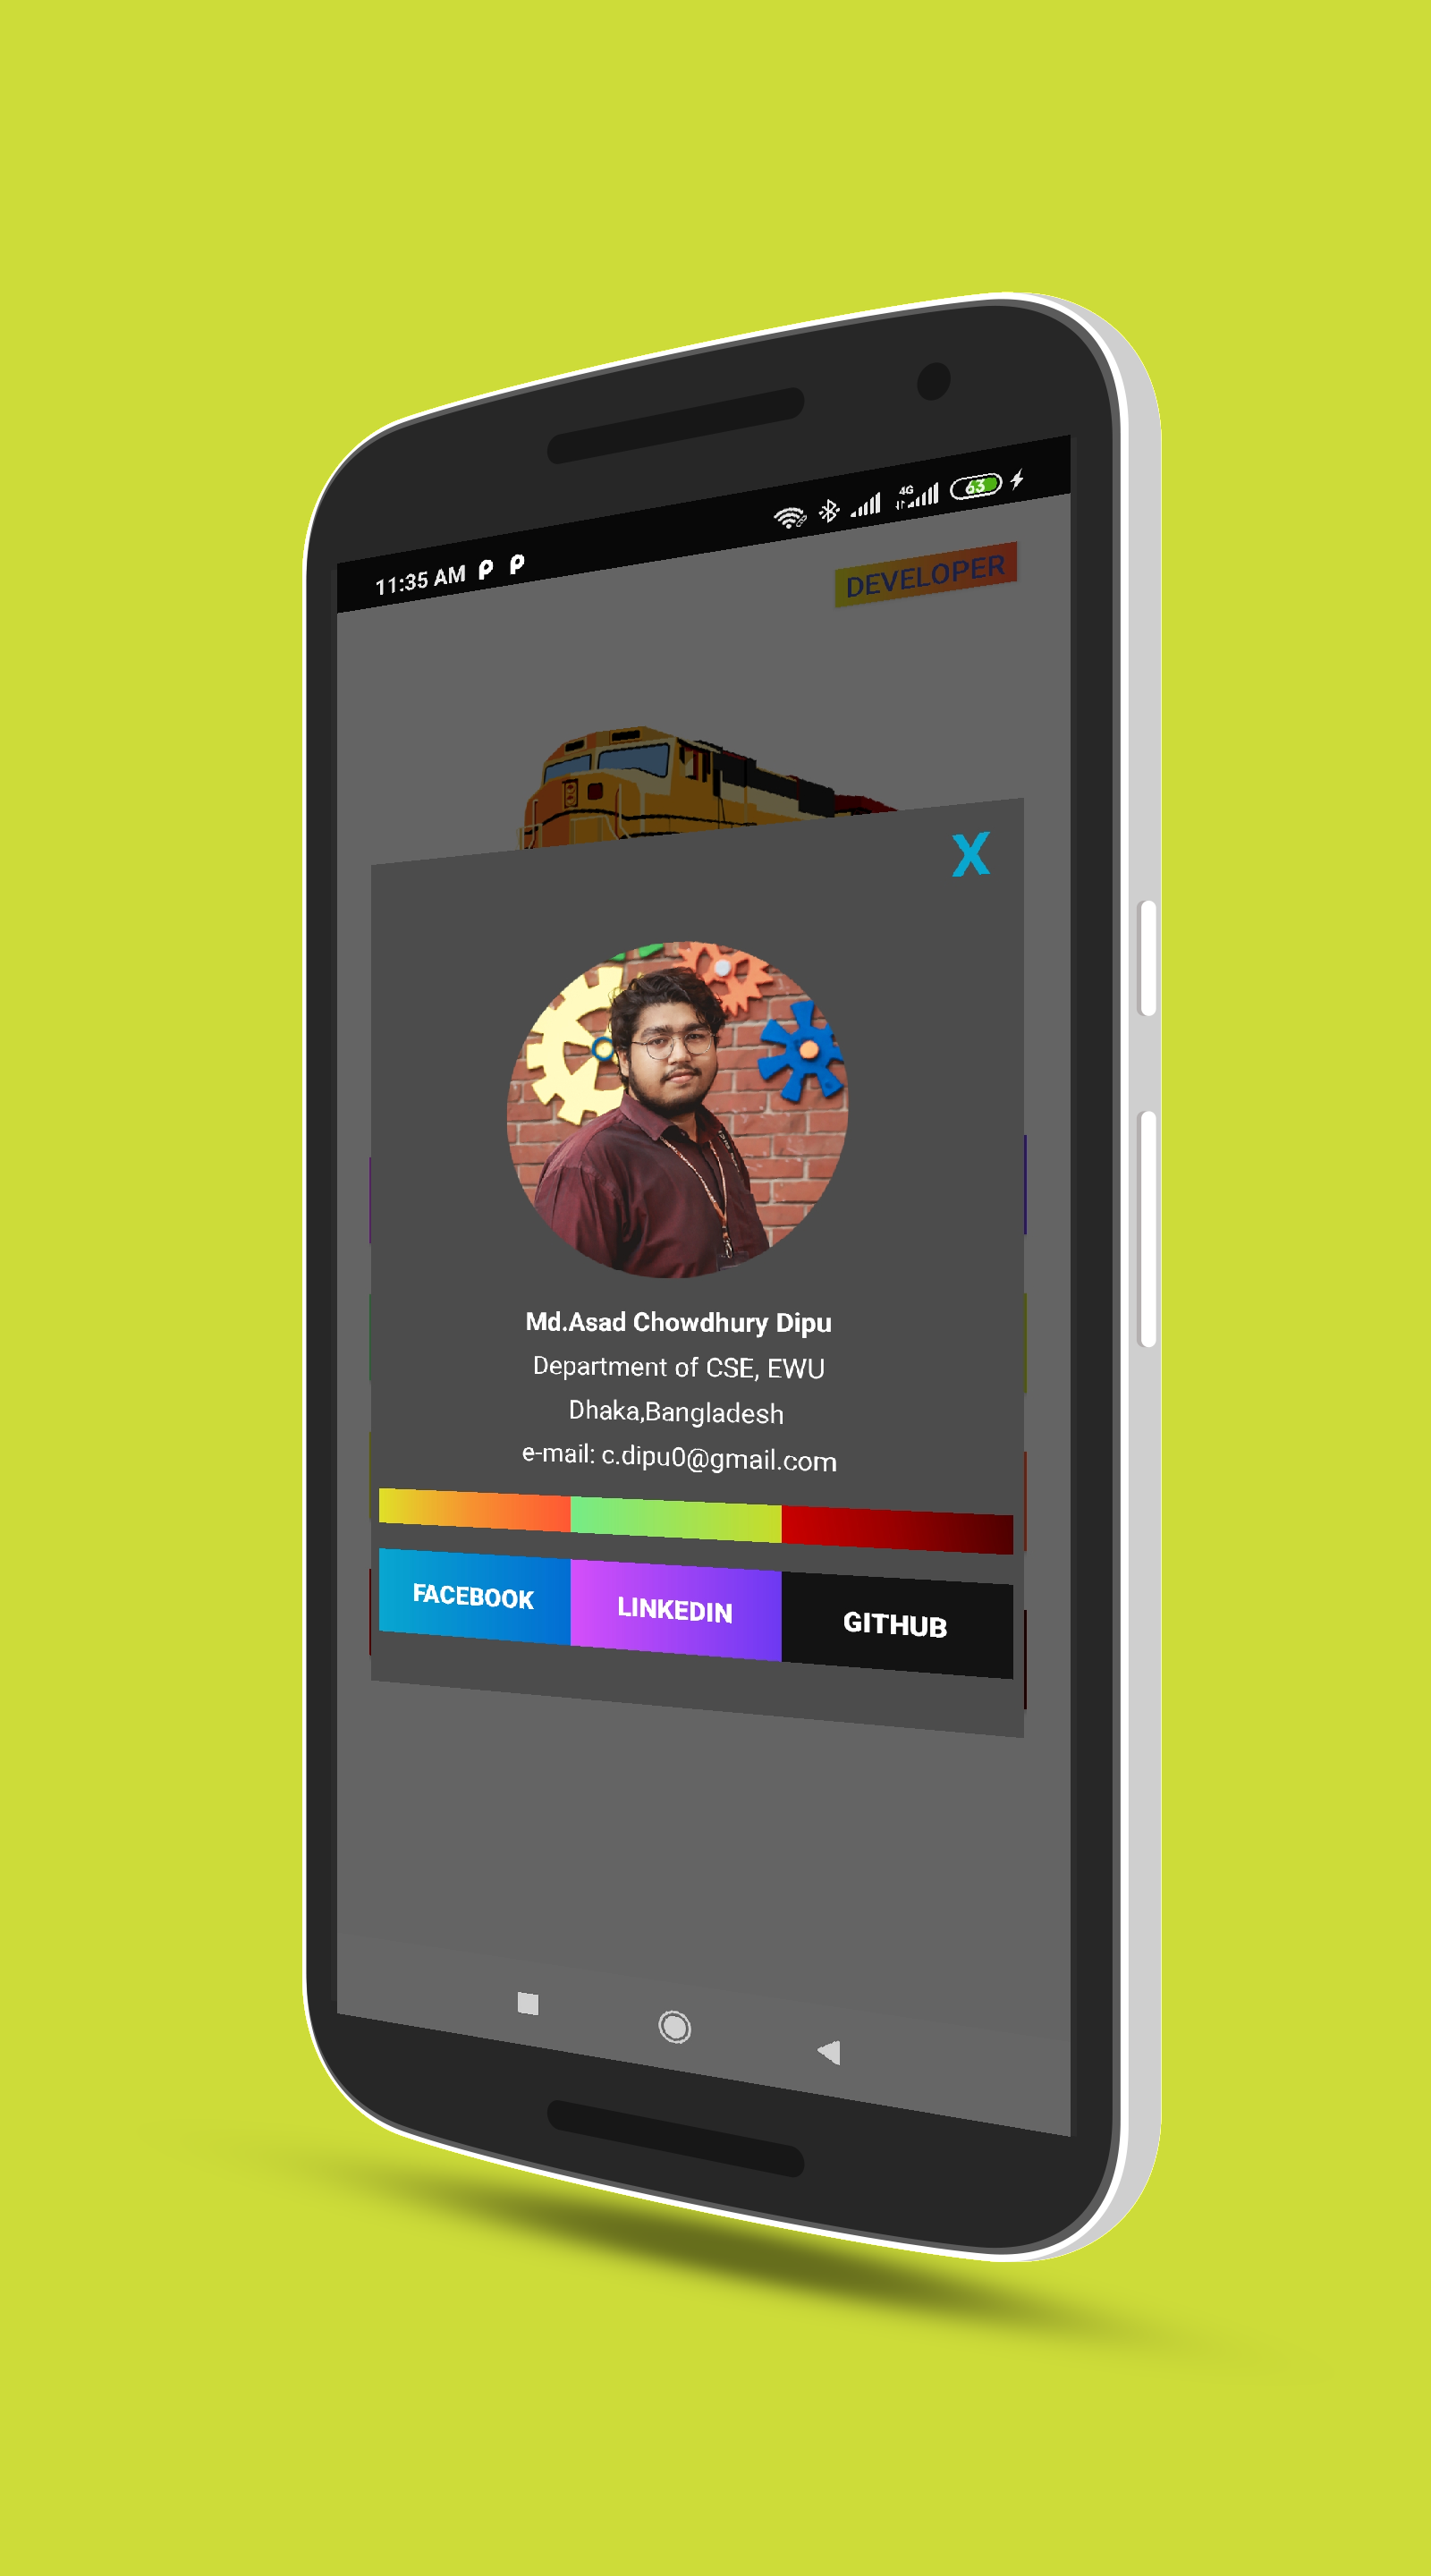 11:35 AM
4G
63
DEVELOPER
X
Md.Asad Chowdhury Dipu
Department of CSE, EWU
Dhaka,Bangladesh
e-mail: c.dipu0@gmail.com
FACEBOOK LINKEDIN GITHUB